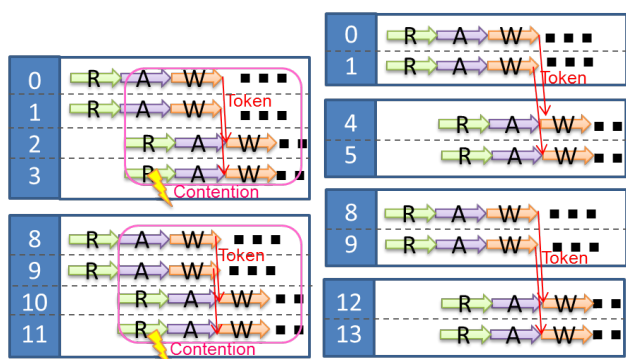 0 R A W
1 R A W Token
2 R A W
3 R A W
Contention
8 R A W
9 R A W Token
10 R A W
11 R A W
Contention
0 R A W
1 R A W
Token
4 R A W
5 R A W
8 R A W
9 R A W
Token
12 R A W
13 R A W